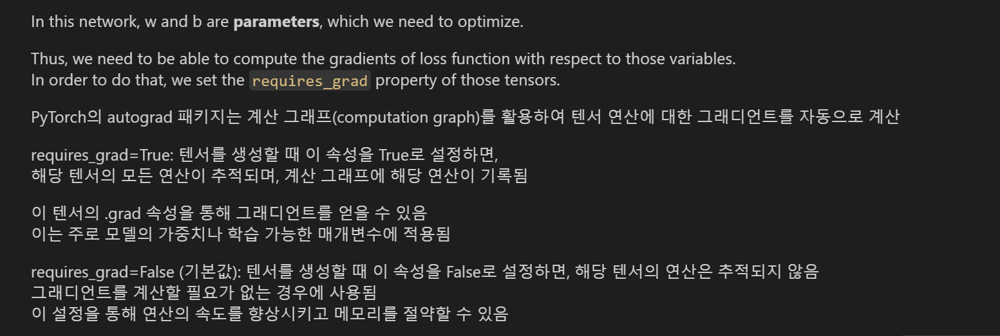 In this network, w and b are parameters, which we need to optimize.
Thus, we need to be able to compute the gradients of loss function with respect to those variables.
In order to do that, we set the requires_grad property of those tensors.
PyTorch의 autograd 패키지는 계산 그래프(computation graph)를 활용하여 텐서 연산에 대한 그래디언트를 자동으로 계산
requires_grad=True: 텐서를 생성할 때 이 속성을 True로 설정하면,
해당 텐서의 모든 연산이 추적되며, 계산 그래프에 해당 연산이 기록됨
이 텐서의 .grad 속성을 통해 그래디언트를 얻을 수 있음
이는 주로 모델의 가중치나 학습 가능한 매개변수에 적용됨
requires_grad=False (기본값): 텐서를 생성할 때 이 속성을 False로 설정하면, 해당 텐서의 연산은 추적되지 않음
그래디언트를 계산할 필요가 없는 경우에 사용됨
이 설정을 통해 연산의 속도를 향상시키고 메모리를 절약할 수 있음